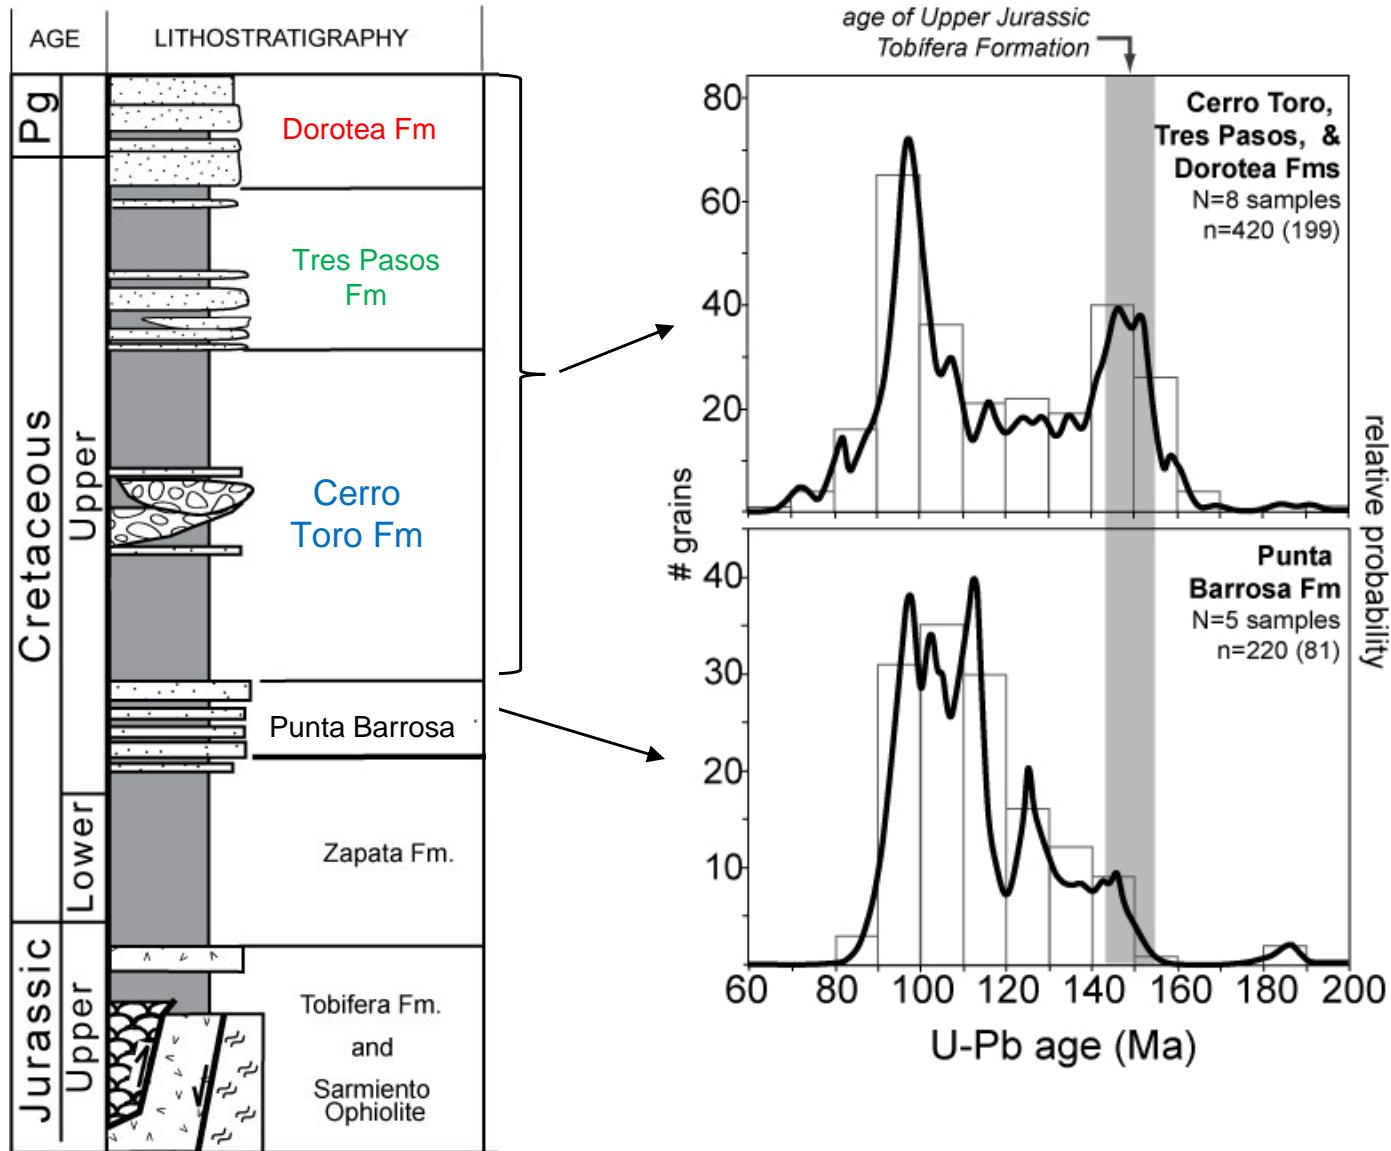 AGE
LITHOSTRATIGRAPHY
Pg
Cretaceous
Upper
Lower
Jurassic
Upper
Dorotea Fm
Tres Pasos
Fm
Cerro
Toro Fm
Punta Barrosa
Zapata Fm.
Tobifera Fm.
and
Sarmiento
Ophiolite
age of Upper Jurassic
Tobífera Formation
80
60
40
20
Cerro Toro,
Tres Pasos, &
Dorotea Fms
N=8 samples
n=420 (199)
# grains
relative probability
40
30
20
10
Punta
Barrosa Fm
N=5 samples
n=220 (81)
60 80 100 120 140 160 180 200
U-Pb age (Ma)